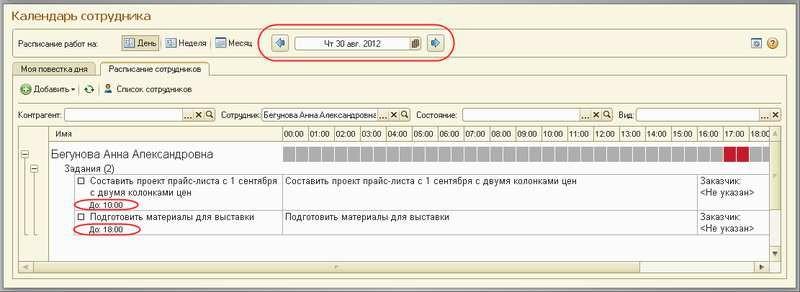 Календарь сотрудника
Расписание работ на: День Неделя Месяц Чт 30 авг. 2012
Моя повестка дня Расписание сотрудников
Добавить Список сотрудников
Контрагент: Сотрудник: Бегунова Анна Александровна Состояние: Вид:
Имя 00:00 01:00 02:00 03:00 04:00 05:00 06:00 07:00 08:00 09:00 10:00 11:00 12:00 13:00 14:00 15:00 16:00 17:00 18:00
Бегунова Анна Александровна
Задания (2)
Составить проект прайс-листа с 1 сентября Составить проект прайс-листа с 1 сентября с двумя колонками цен Заказчик:
с двумя колонками цен <Не указан>
До: 10:00
Подготовить материалы для выставки Подготовить материалы для выставки Заказчик:
До: 18:00 <Не указан>